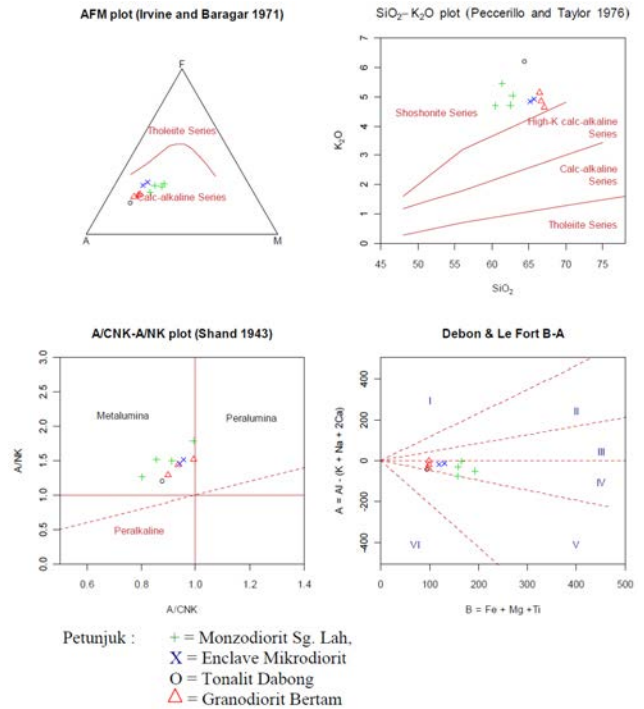 AFM plot (Irvine and Baragar 1971)
F
Tholeiite Series
Calc-alkaline Series
A
M
SiO₂– K₂O plot (Peccerillo and Taylor 1976)
K₂O
7
6
5
4
3
2
1
0
Shoshonite Series
High-K calc-alkaline
Series
Calc-alkaline
Series
Tholeiite Series
45 50 55 60 65 70 75
SiO₂
A/CNK-A/NK plot (Shand 1943)
A/NK
3.0
2.5
2.0
1.5
1.0
0.5
0.0
Metalumina
Peralumina
Peralkaline
0.6 0.8 1.0 1.2 1.4
A/CNK
Debon & Le Fort B-A
A = Al - (K + Na + 2Ca)
400
200
0
-200
-400
I
II
III
IV
V
VI
0 100 200 300 400 500
B = Fe + Mg +Ti
Petunjuk :
+ = Monzodiorit Sg. Lah,
X = Enclave Mikrodiorit
O = Tonalit Dabong
△ = Granodiorit Bertam